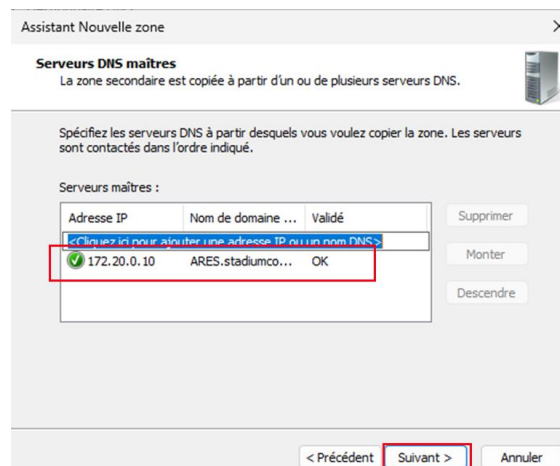 Assistant Nouvelle zone
Serveurs DNS maîtres
La zone secondaire est copiée à partir d'un ou de plusieurs serveurs DNS.
Spécifiez les serveurs DNS à partir desquels vous voulez copier la zone. Les serveurs
sont contactés dans l'ordre indiqué.
Serveurs maîtres :
Adresse IP Nom de domaine ... Validé
<Cliquez ici pour ajouter une adresse IP ou un nom DNS>
172.20.0.10 ARES.stadiumco... OK
Supprimer
Monter
Descendre
< Précédent Suivant > Annuler